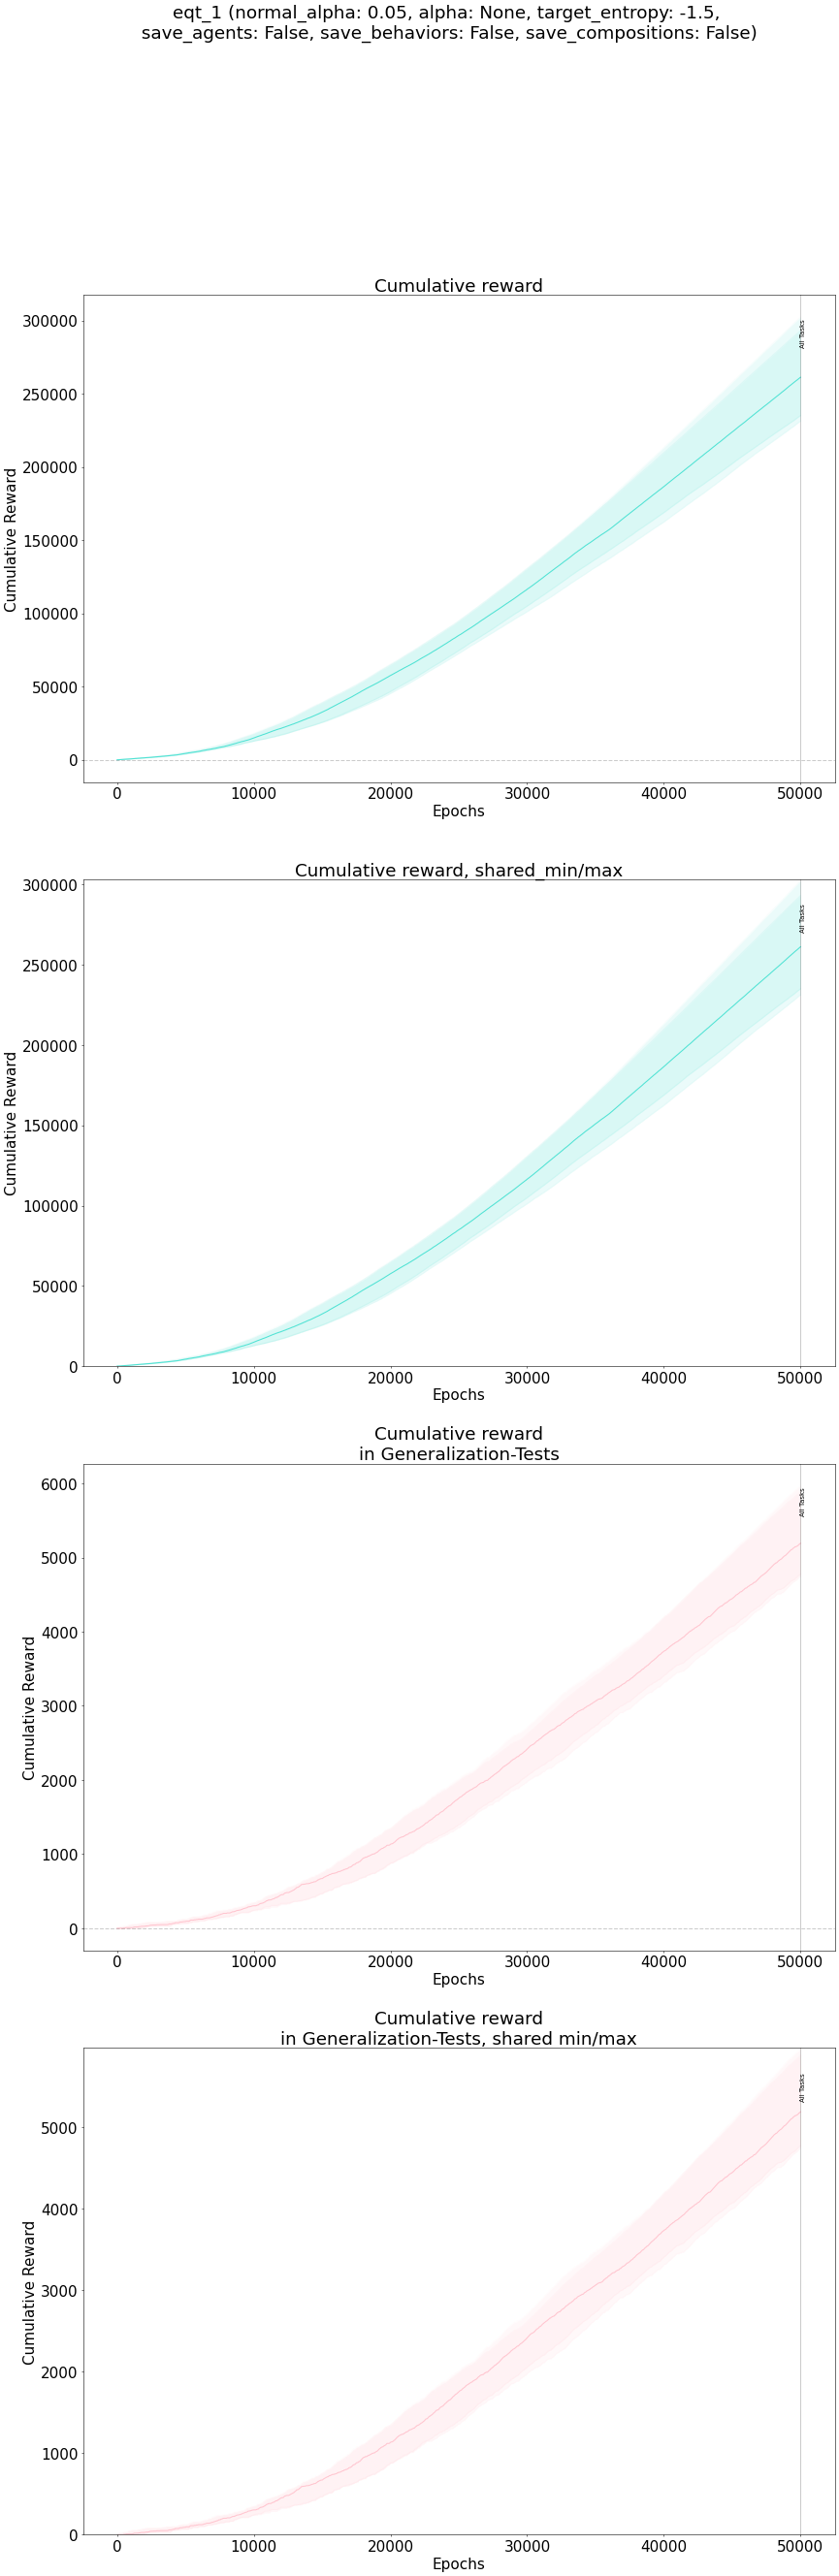 eqt_1 (normal_alpha: 0.05, alpha: None, target_entropy: -1.5,
save_agents: False, save_behaviors: False, save_compositions: False)
Cumulative reward
300000
250000
200000
150000
100000
50000
0
Cumulative Reward
All Tasks
0 10000 20000 30000 40000 50000
Epochs
Cumulative reward, shared_min/max
300000
250000
200000
150000
100000
50000
0
Cumulative Reward
All Tasks
0 10000 20000 30000 40000 50000
Epochs
Cumulative reward
in Generalization-Tests
6000
5000
4000
3000
2000
1000
0
Cumulative Reward
All Tasks
0 10000 20000 30000 40000 50000
Epochs
Cumulative reward
in Generalization-Tests, shared min/max
5000
4000
3000
2000
1000
0
Cumulative Reward
All Tasks
0 10000 20000 30000 40000 50000
Epochs